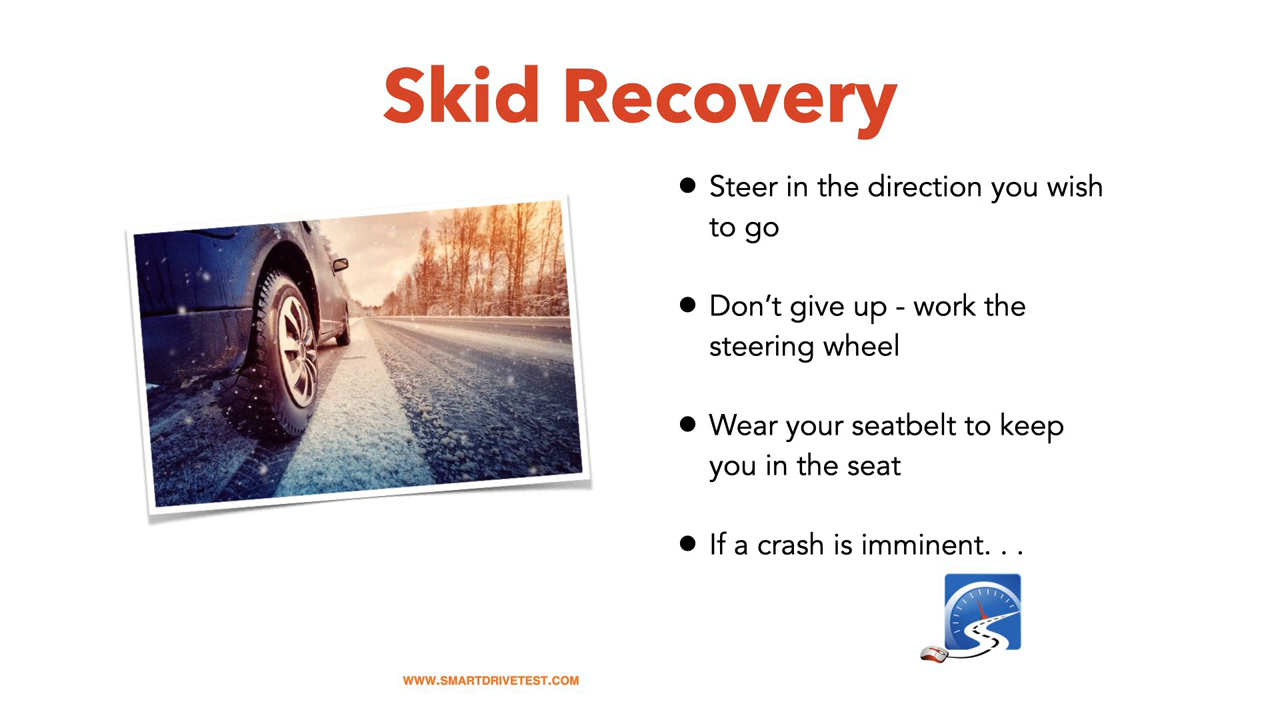 Skid Recovery
● Steer in the direction you wish
to go
● Don’t give up - work the
steering wheel
● Wear your seatbelt to keep
you in the seat
● If a crash is imminent. . .
WWW.SMARTDRIVETEST.COM